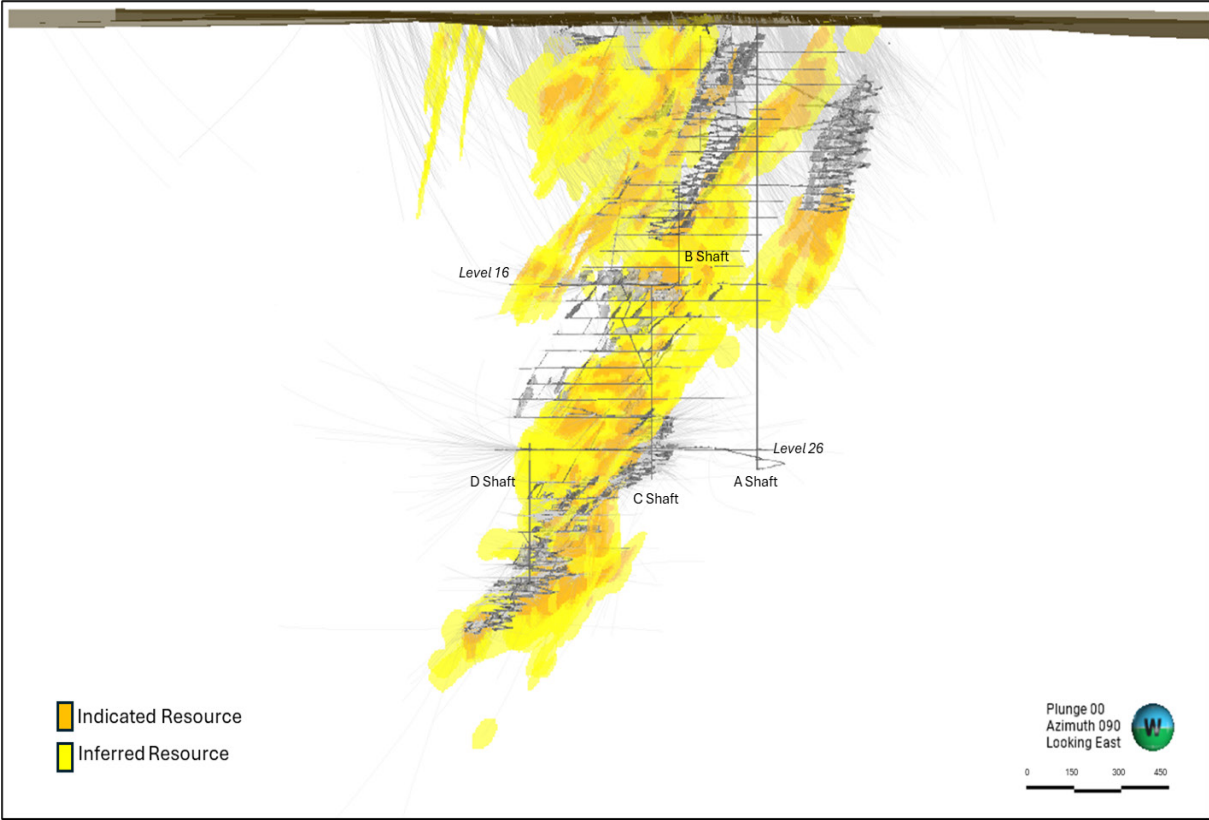 B Shaft
Level 16
Level 26
D Shaft
A Shaft
C Shaft
Indicated Resource
Inferred Resource
Plunge 00
Azimuth 090
Looking East
W
0 150 300 450